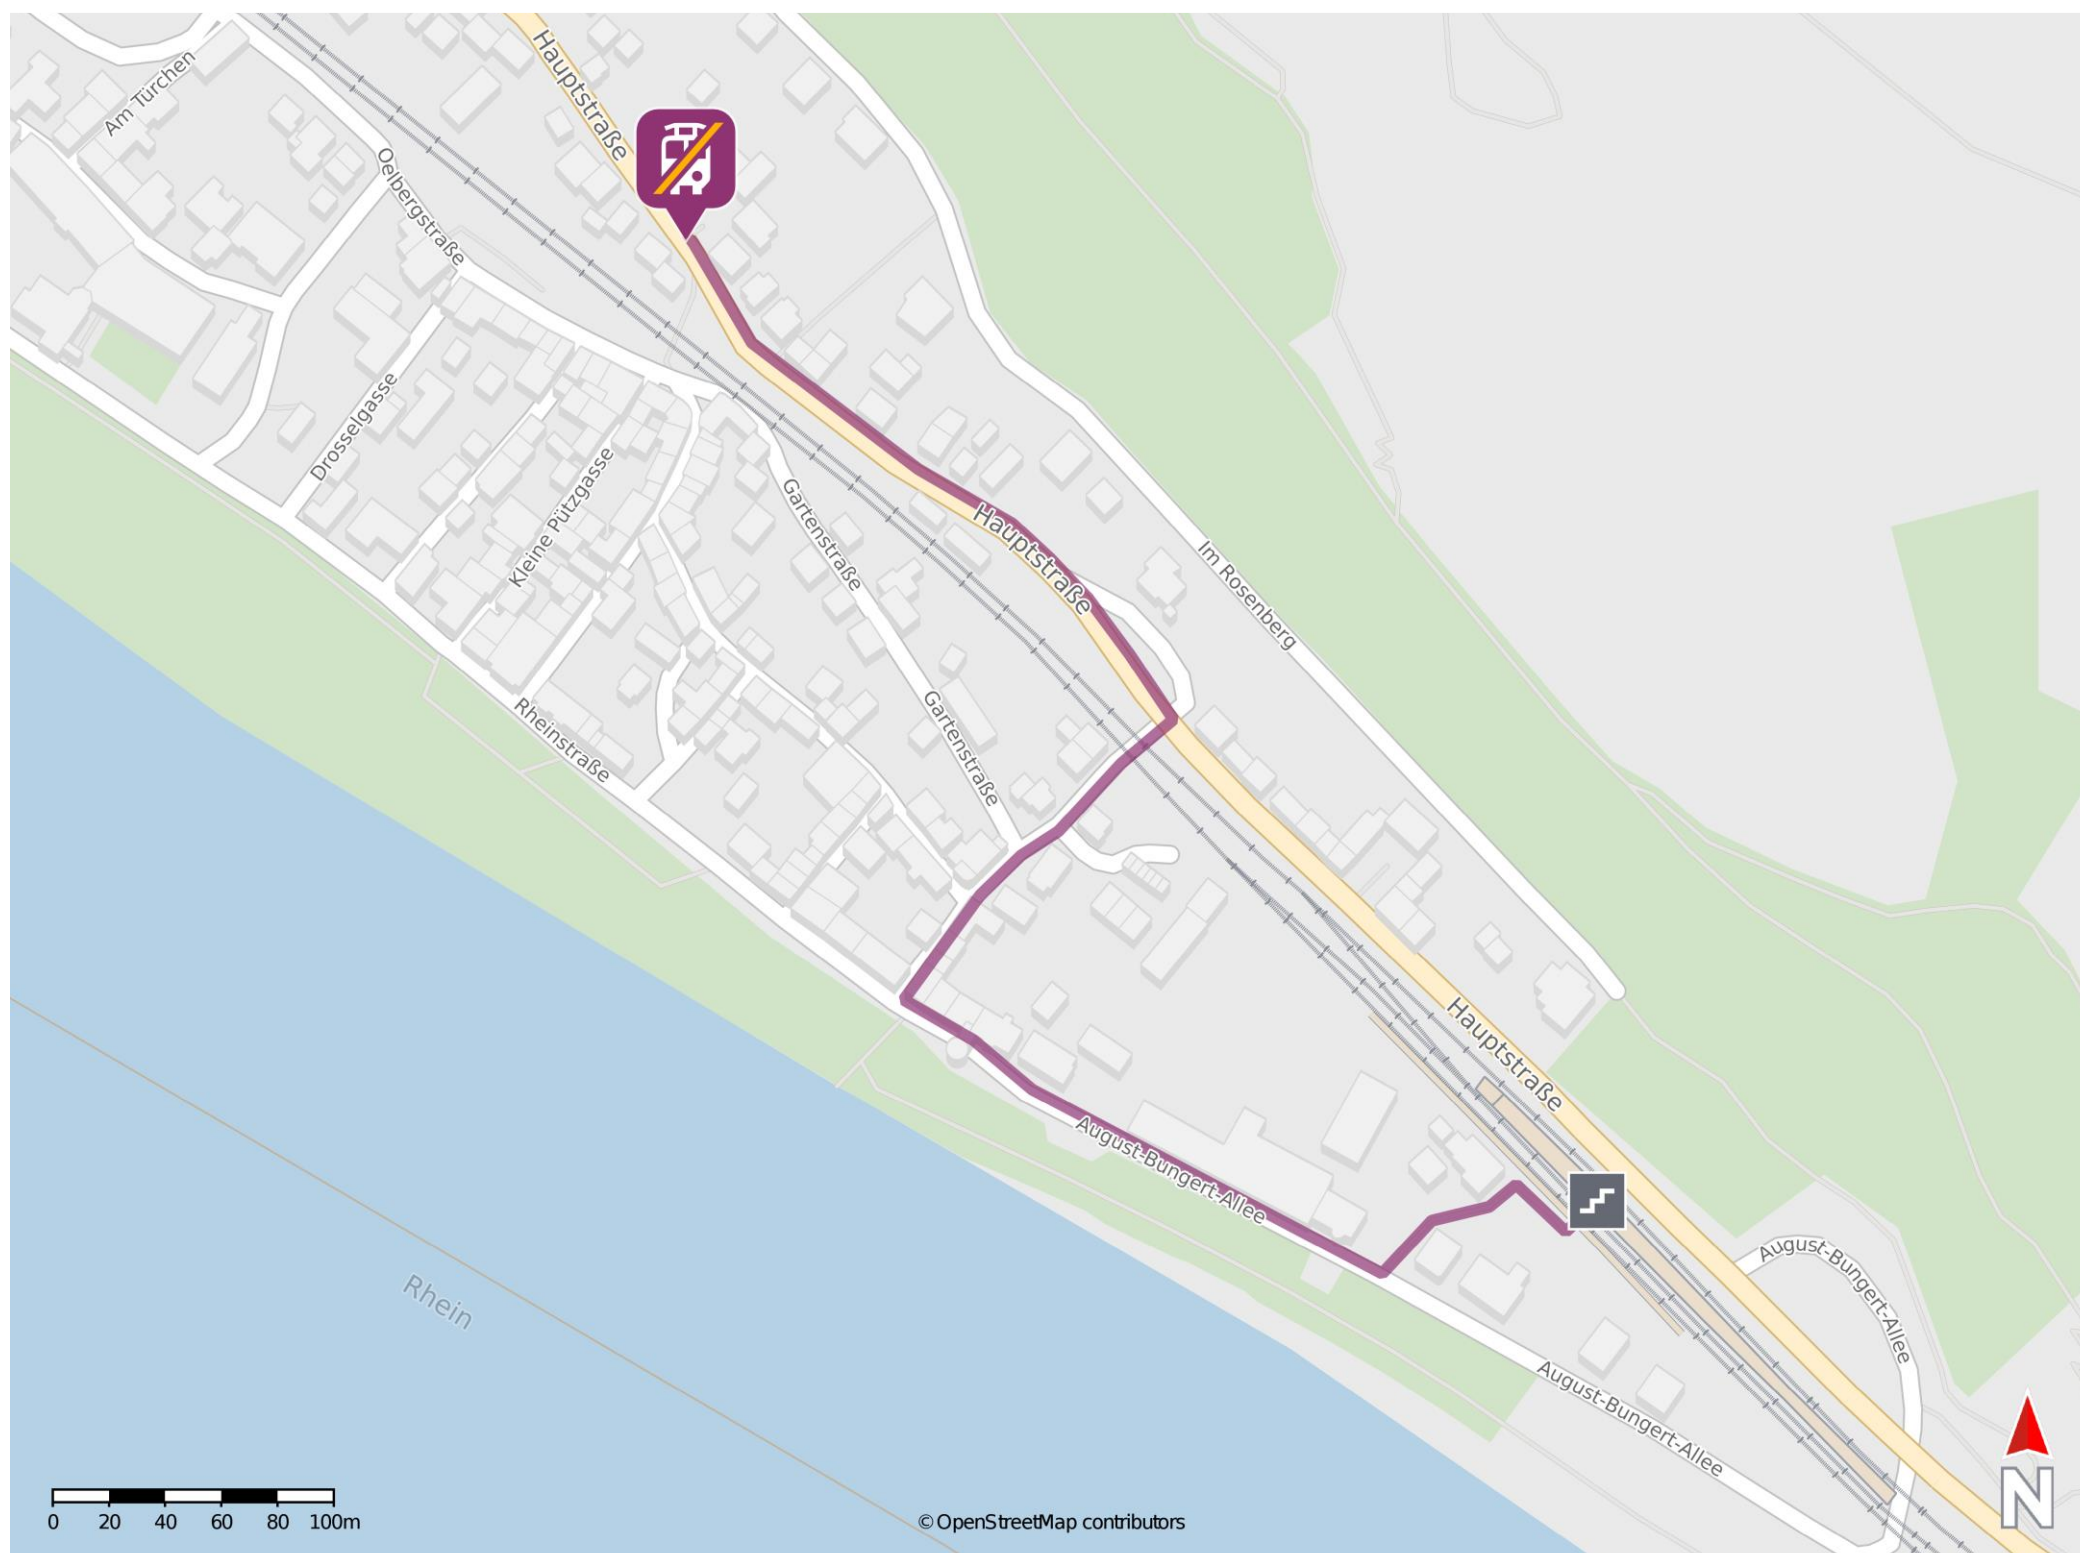 Hauptstraße
Am Türchen
Oelbergstraße
Drosselgasse
Kleine Pützgasse
Gartenstraße
Hauptstraße
Im Rosenberg
Rheinstraße
Gartenstraße
Hauptstraße
August-Bungert-Allee
August-Bungert-Allee
Rhein
August-Bungert-Allee
N
0 20 40 60 80 100m
© OpenStreetMap contributors